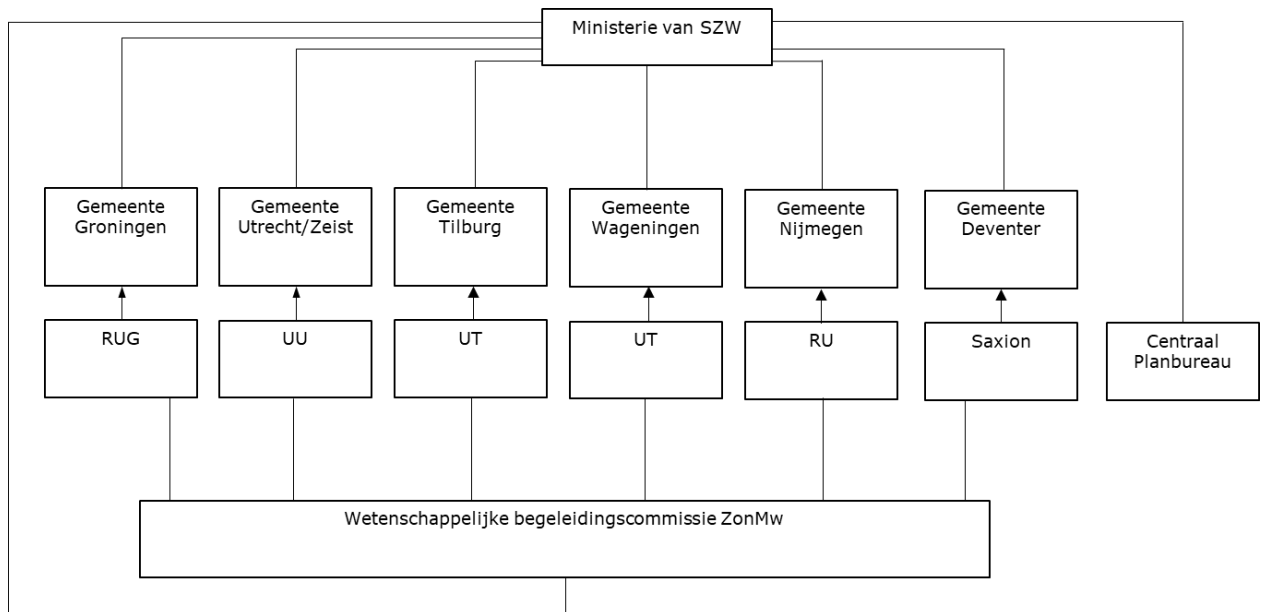 Ministerie van SZW
Gemeente
Groningen
Gemeente
Utrecht/Zeist
Gemeente
Tilburg
Gemeente
Wageningen
Gemeente
Nijmegen
Gemeente
Deventer
RUG
UU
UT
UT
RU
Saxion
Centraal
Planbureau
Wetenschappelijke begeleidingscommissie ZonMw